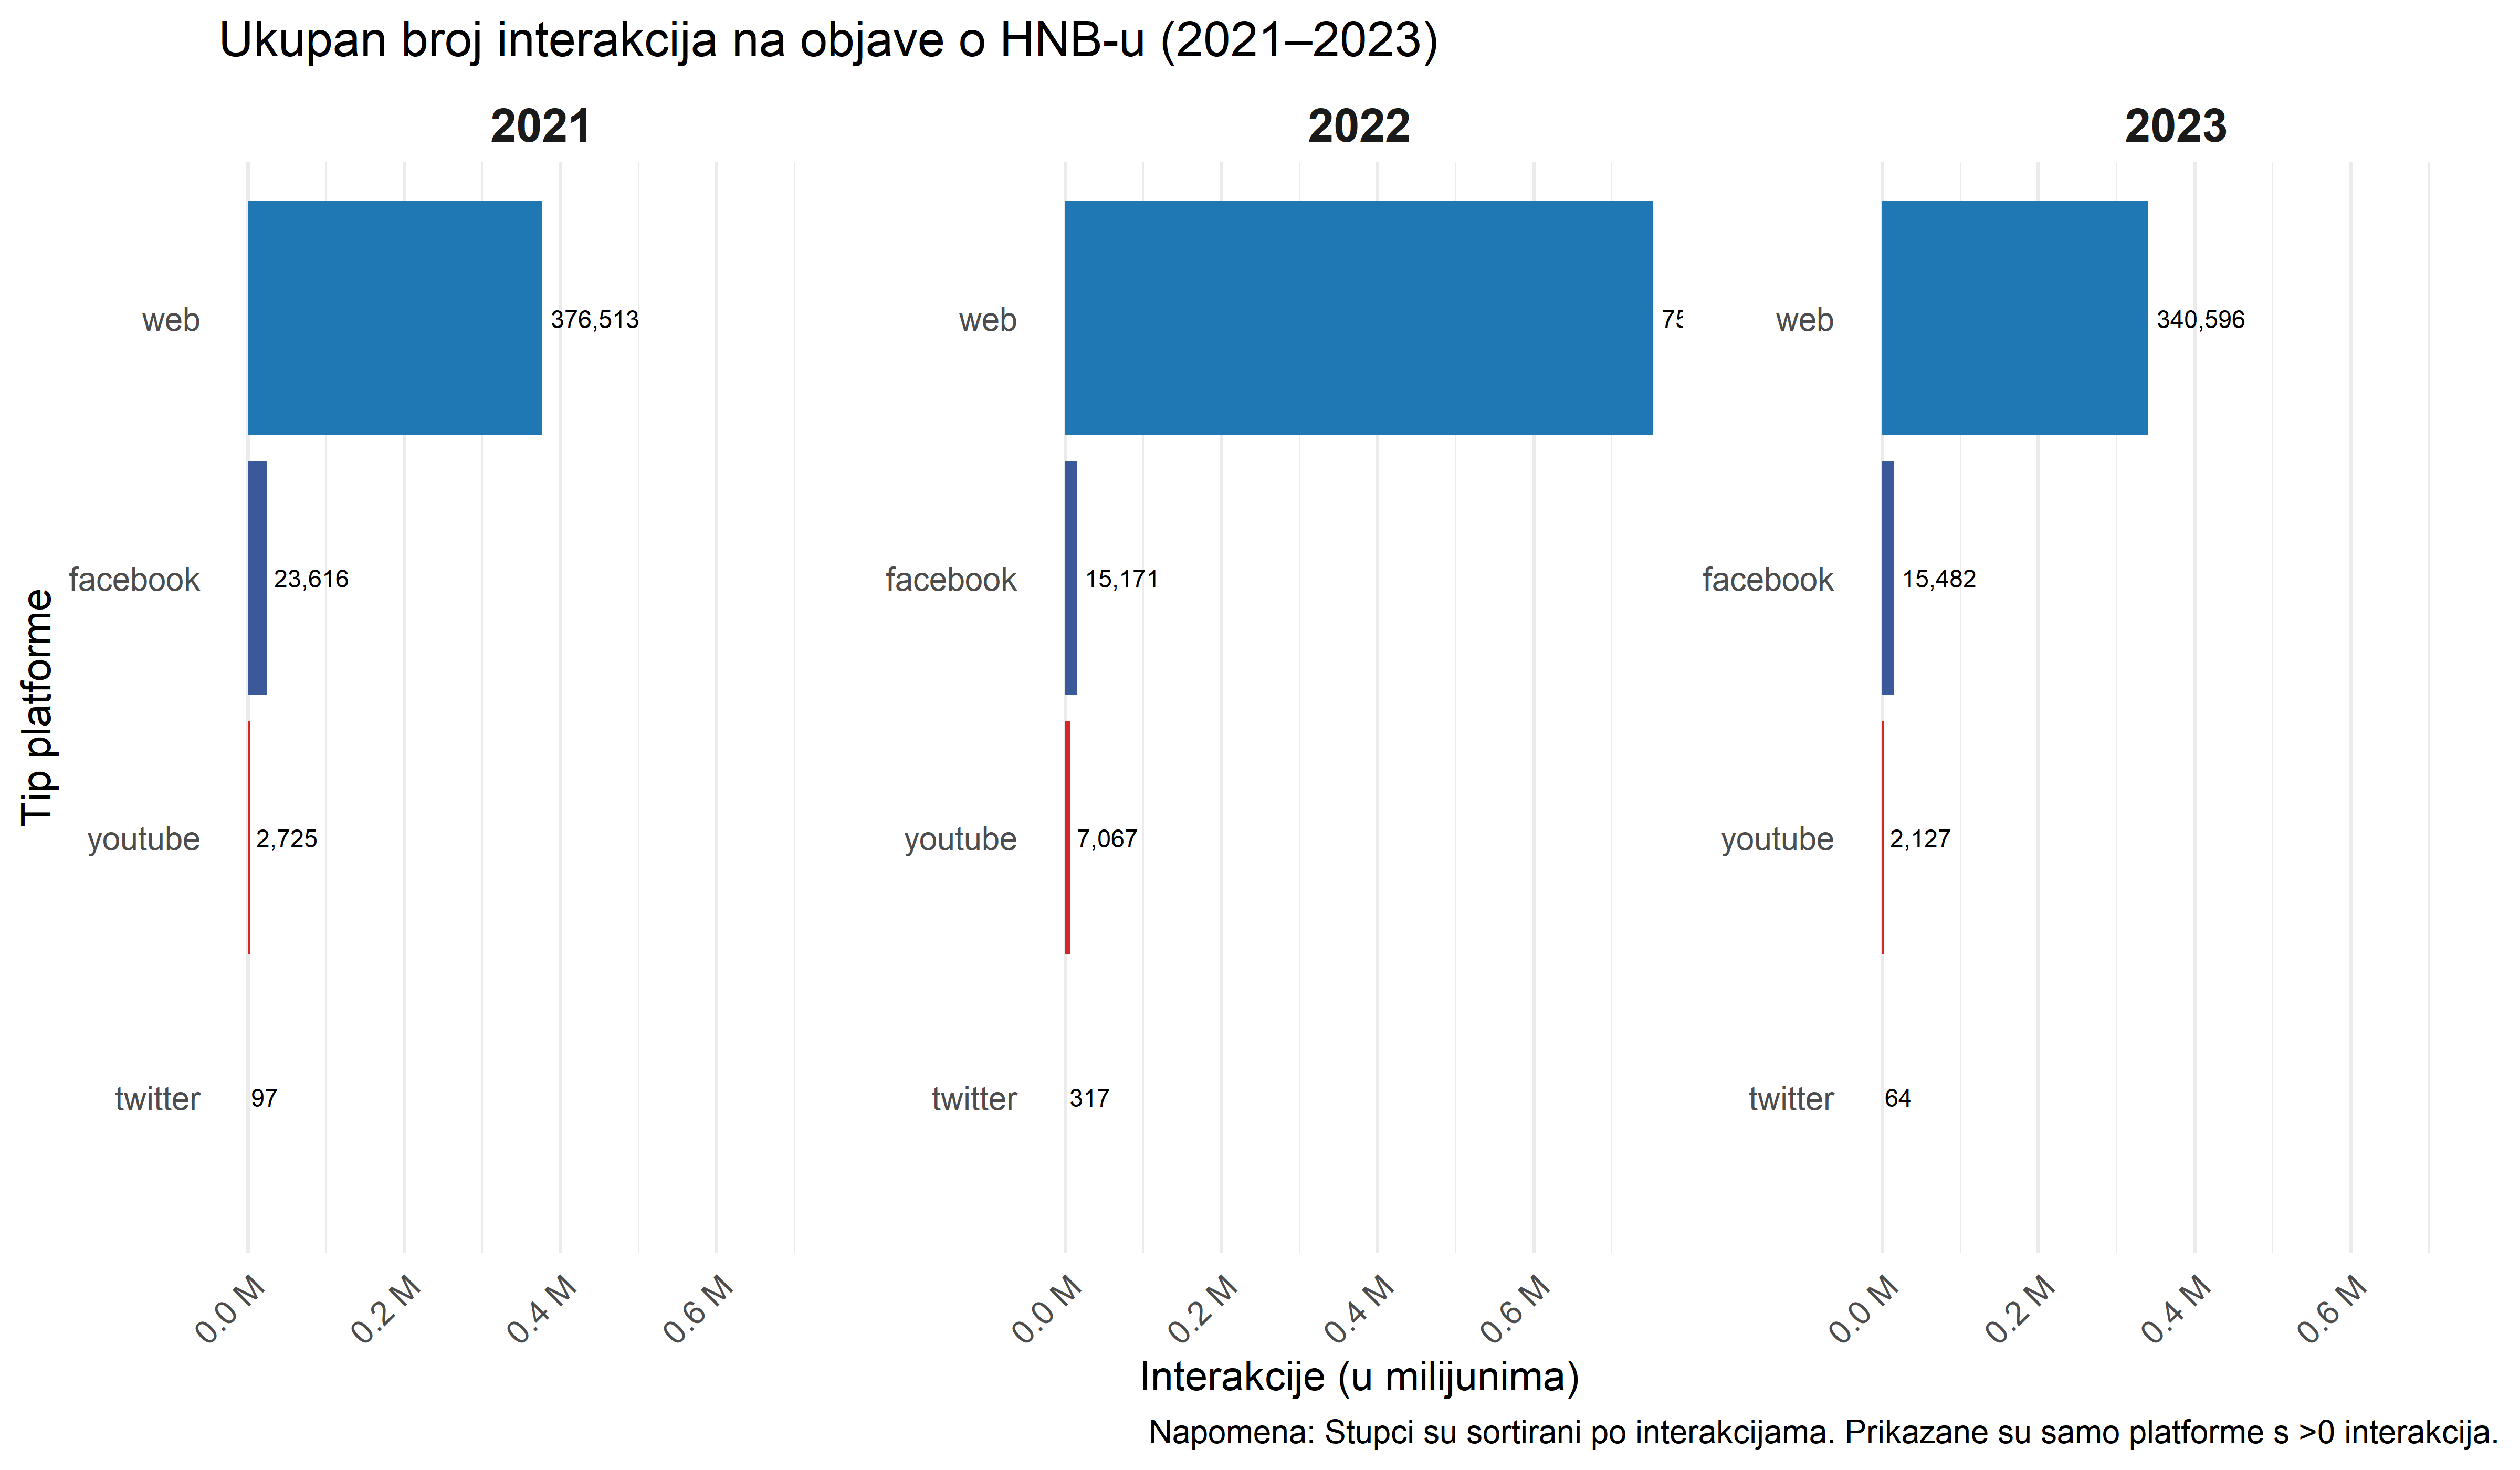 Ukupan broj interakcija na objave o HNB-u (2021–2023)
2021
2022
2023
web
376,513
web
web
340,596
facebook
23,616
facebook
15,171
facebook
15,482
youtube
2,725
youtube
7,067
youtube
2,127
twitter
97
twitter
317
twitter
64
Tip platforme
0.0 M
0.2 M
0.4 M
0.6 M
0.0 M
0.2 M
0.4 M
0.6 M
0.0 M
0.2 M
0.4 M
0.6 M
Interakcije (u milijunima)
Napomena: Stupci su sortirani po interakcijama. Prikazane su samo platforme s >0 interakcija.